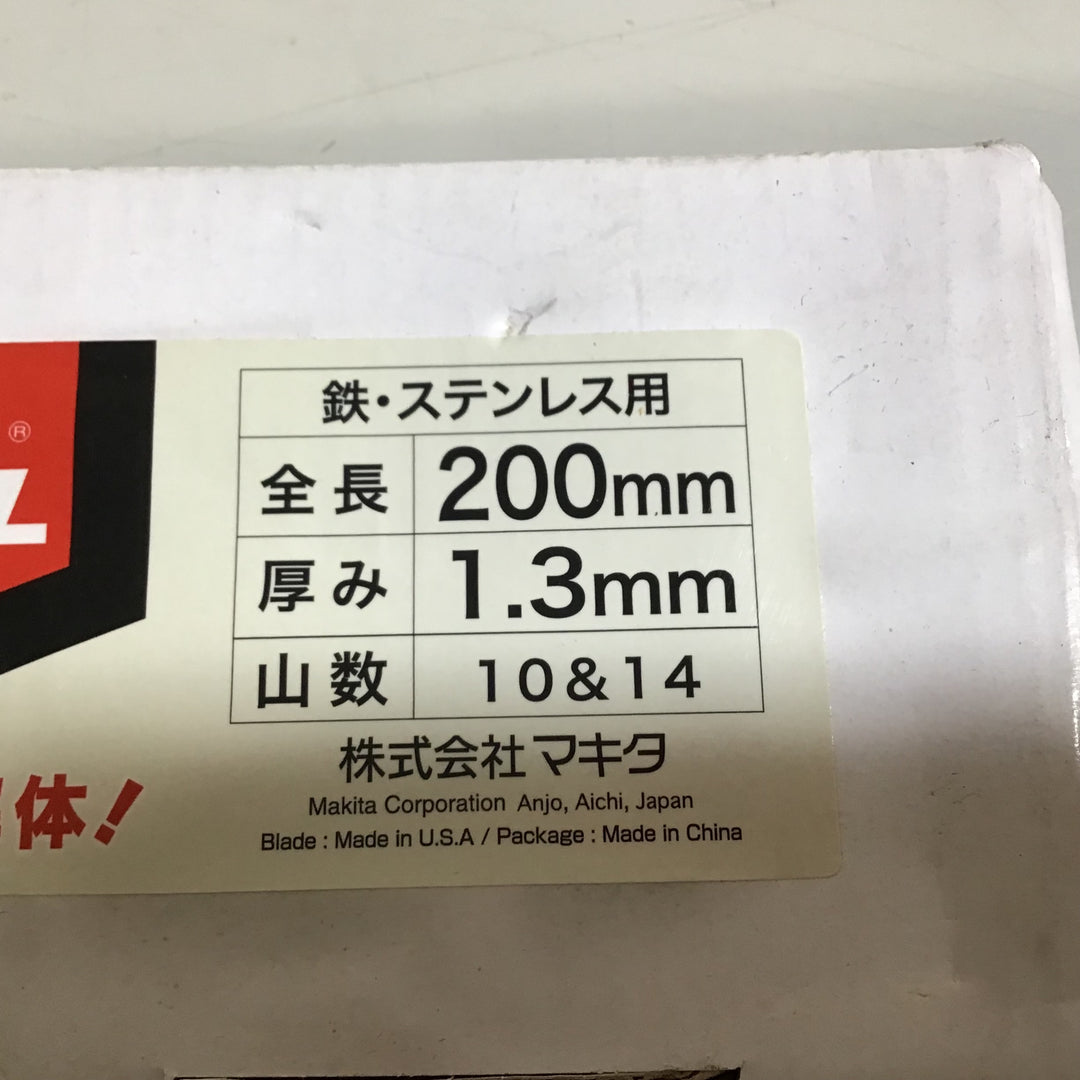 ®
Z
鉄・ステンレス用
全長 200mm
厚み 1.3mm
山数 10&14
株式会社マキタ
Makita Corporation Anjo, Aichi, Japan
Blade : Made in U.S.A / Package : Made in China
体!